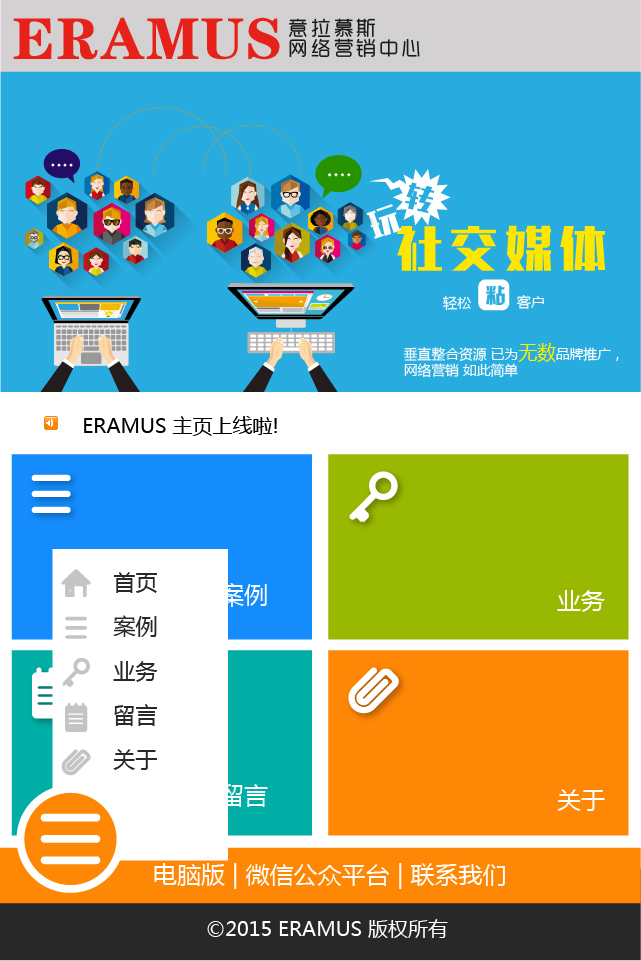 ERAMUS 意拉慕斯
网络营销中心
玩转
社交媒体
轻松 粘 客户
垂直整合资源 已为无数品牌推广，
网络营销 如此简单
ERAMUS 主页上线啦!
案例
业务
首页
案例
业务
留言
关于
留言
关于
电脑版 | 微信公众平台 | 联系我们
©2015 ERAMUS 版权所有